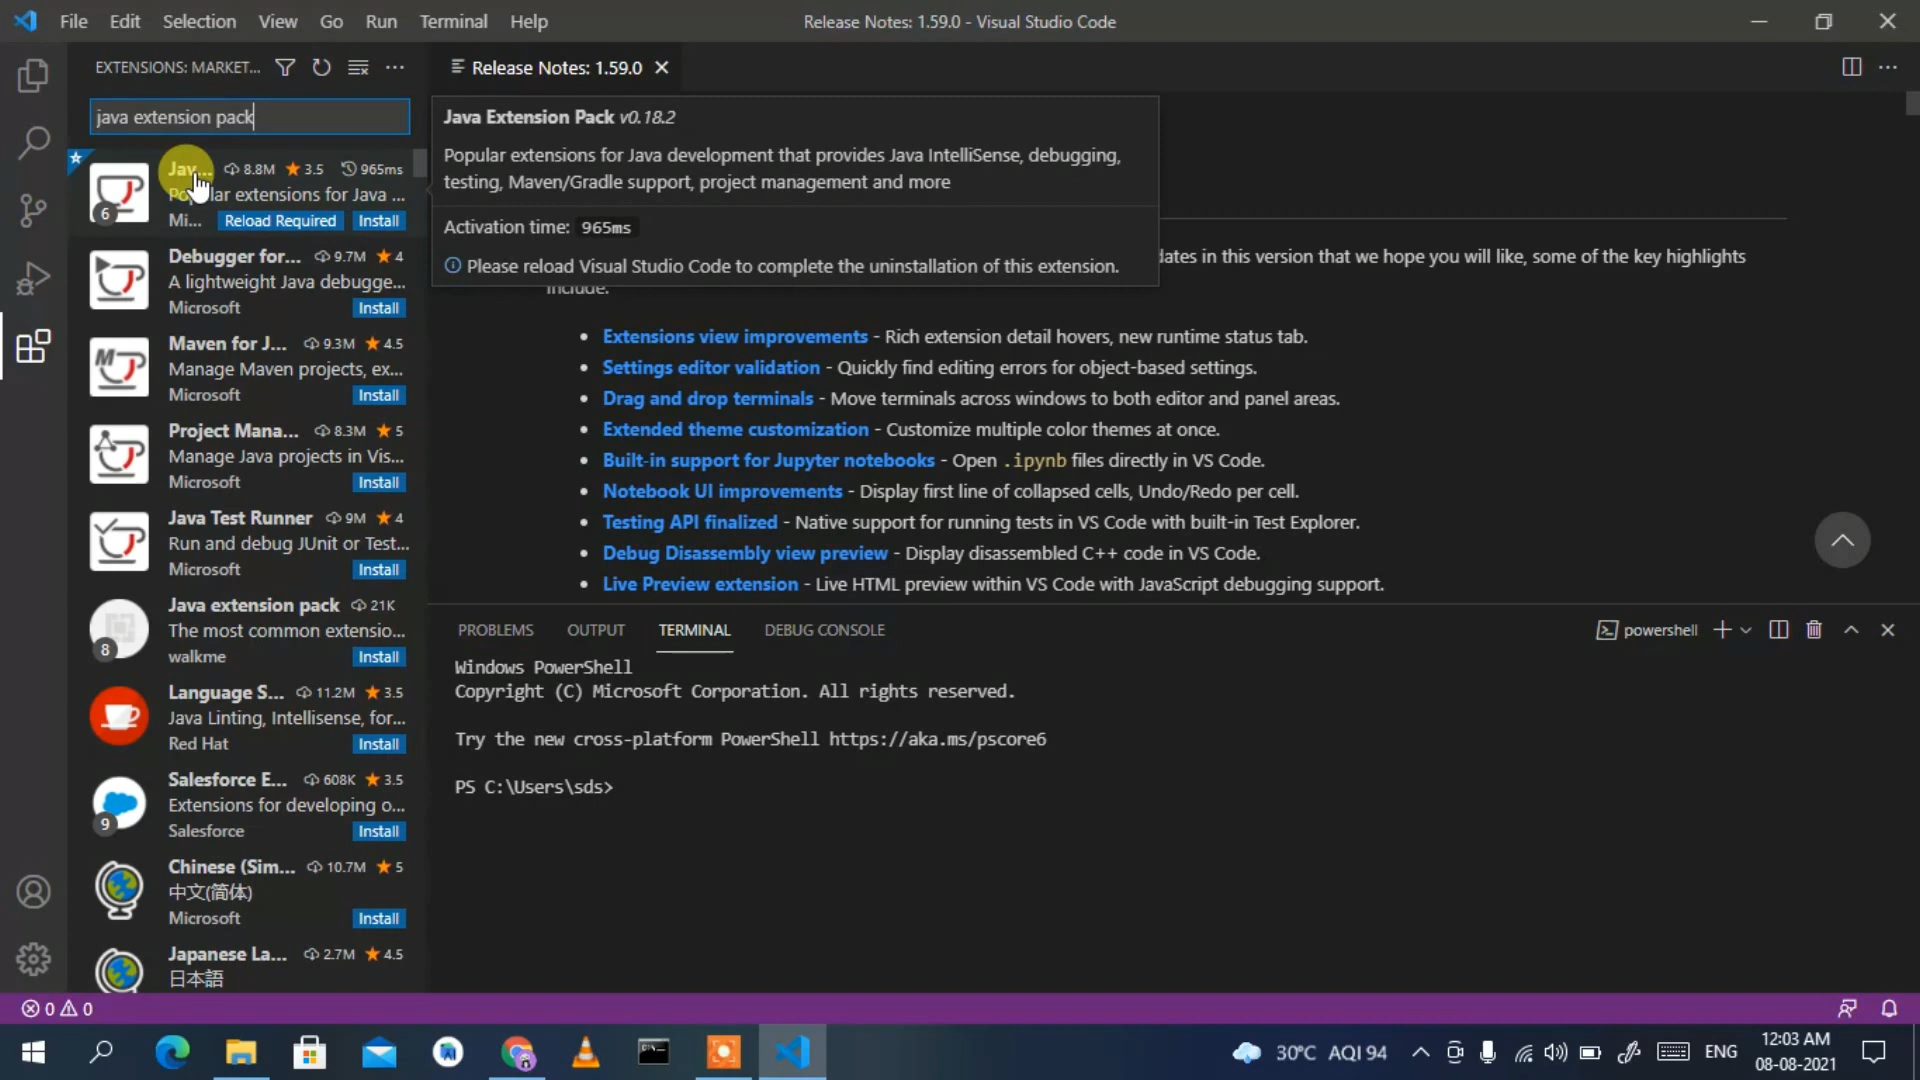 File Edit Selection View Go Run Terminal Help
Release Notes: 1.59.0 - Visual Studio Code
EXTENSIONS: MARKET...
java extension pack
Jav... 8.8M 3.5 965ms
Popular extensions for Java ...
Mi... Reload Required Install
6
Debugger for... 9.7M 4
A lightweight Java debugge...
Microsoft Install
Maven for J... 9.3M 4.5
Manage Maven projects, ex...
Microsoft Install
Project Mana... 8.3M 5
Manage Java projects in Vis...
Microsoft Install
Java Test Runner 9M 4
Run and debug JUnit or Test...
Microsoft Install
Java extension pack 21K
The most common extensio...
walkme Install
8
Language S... 11.2M 3.5
Java Linting, Intellisense, for...
Red Hat Install
Salesforce E... 608K 3.5
Extensions for developing o...
Salesforce Install
9
Chinese (Sim... 10.7M 5
中文(简体)
Microsoft Install
Japanese La... 2.7M 4.5
日本語
Release Notes: 1.59.0
Java Extension Pack v0.18.2
Popular extensions for Java development that provides Java IntelliSense, debugging,
testing, Maven/Gradle support, project management and more
Activation time: 965ms
Please reload Visual Studio Code to complete the uninstallation of this extension.
dates in this version that we hope you will like, some of the key highlights
include:
• Extensions view improvements - Rich extension detail hovers, new runtime status tab.
• Settings editor validation - Quickly find editing errors for object-based settings.
• Drag and drop terminals - Move terminals across windows to both editor and panel areas.
• Extended theme customization - Customize multiple color themes at once.
• Built-in support for Jupyter notebooks - Open .ipynb files directly in VS Code.
• Notebook UI improvements - Display first line of collapsed cells, Undo/Redo per cell.
• Testing API finalized - Native support for running tests in VS Code with built-in Test Explorer.
• Debug Disassembly view preview - Display disassembled C++ code in VS Code.
• Live Preview extension - Live HTML preview within VS Code with JavaScript debugging support.
PROBLEMS OUTPUT TERMINAL DEBUG CONSOLE
powershell
Windows PowerShell
Copyright (C) Microsoft Corporation. All rights reserved.
Try the new cross-platform PowerShell https://aka.ms/pscore6
PS C:\Users\sds>
0 0
30°C AQI 94
ENG
12:03 AM
08-08-2021